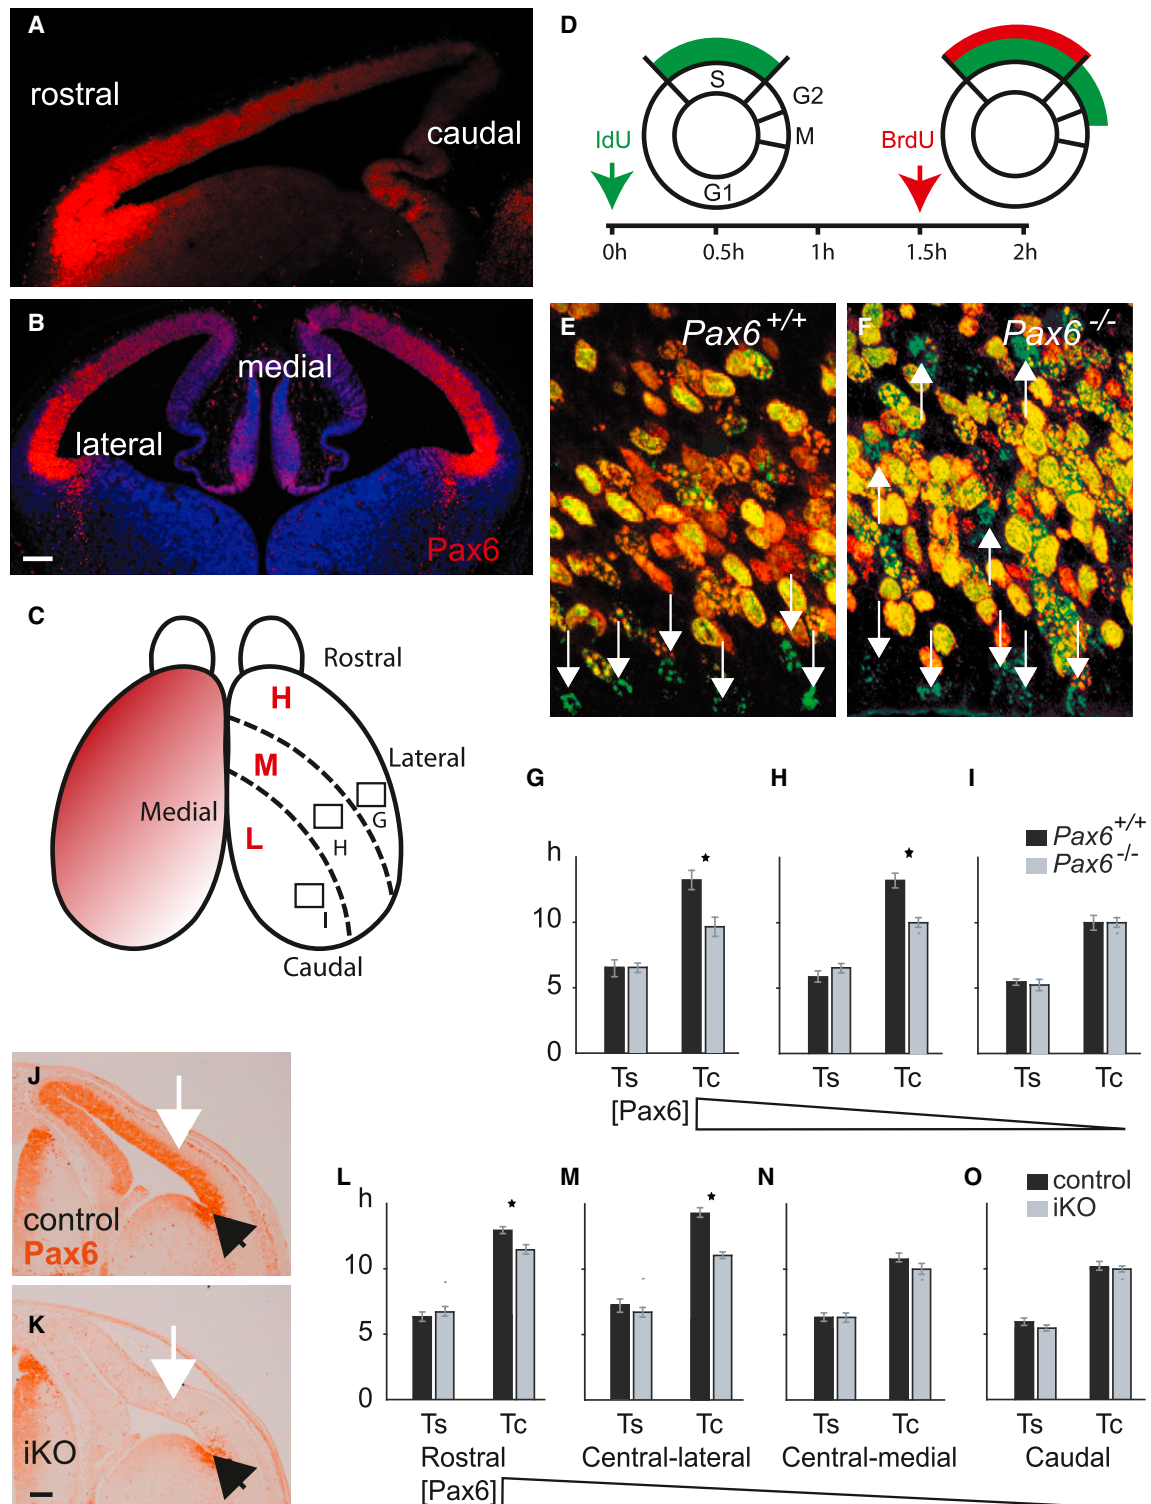 A
rostral
caudal
B
medial
lateral
Pax6
C
Rostral
H
M
Lateral
Medial
G
L
H
I
Caudal
D
S
G2
IdU
M
BrdU
G1
0h 0.5h 1h 1.5h 2h
E Pax6 +/+
F Pax6 -/-
G H I
Pax6 +/+
Pax6 -/-
h
10
5
0
Ts Tc Ts Tc Ts Tc
[Pax6]
J
control
Pax6
K
iKO
L M N O
control
iKO
h
10
5
0
Ts Tc Ts Tc Ts Tc Ts Tc
Rostral Central-lateral Central-medial Caudal
[Pax6]